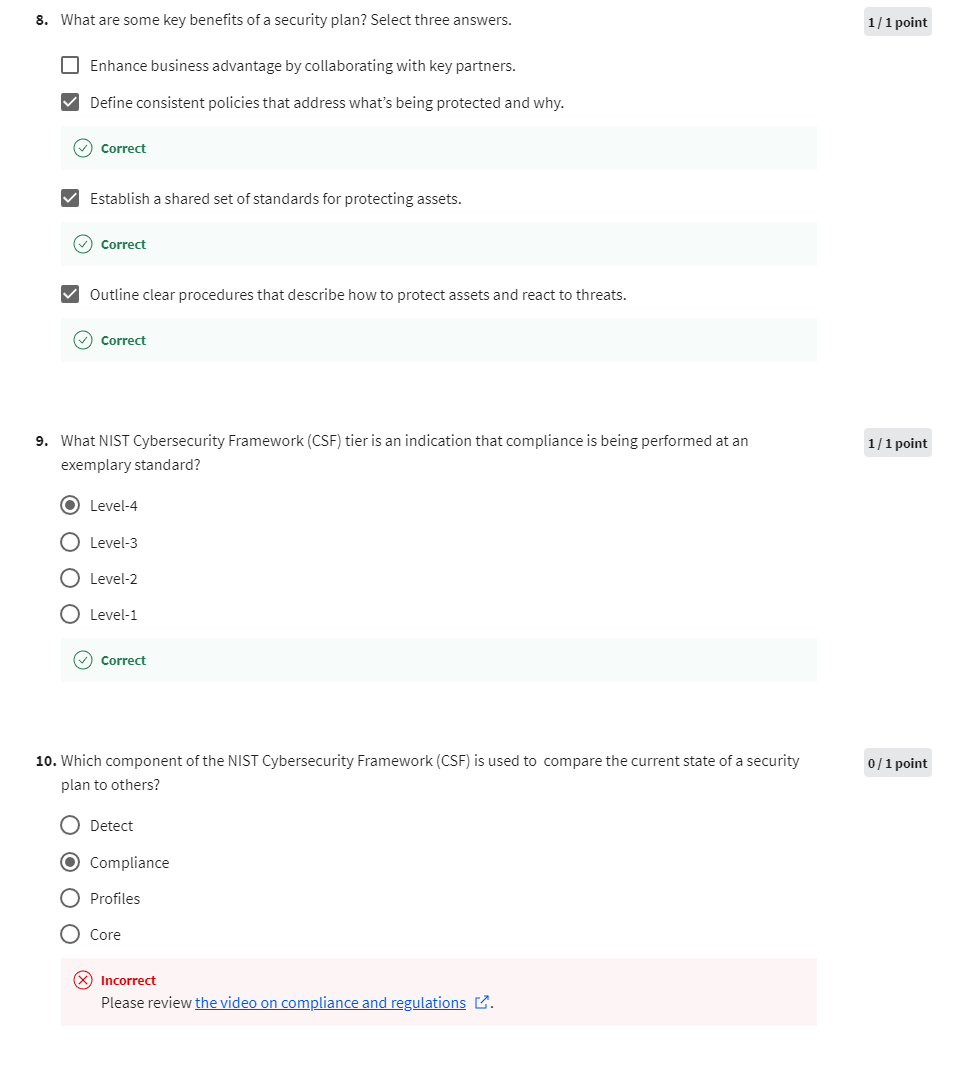 8. What are some key benefits of a security plan? Select three answers.
1 / 1 point
Enhance business advantage by collaborating with key partners.
Define consistent policies that address what’s being protected and why.
Correct
Establish a shared set of standards for protecting assets.
Correct
Outline clear procedures that describe how to protect assets and react to threats.
Correct
9. What NIST Cybersecurity Framework (CSF) tier is an indication that compliance is being performed at an
exemplary standard?
1 / 1 point
Level-4
Level-3
Level-2
Level-1
Correct
10. Which component of the NIST Cybersecurity Framework (CSF) is used to compare the current state of a security
plan to others?
0 / 1 point
Detect
Compliance
Profiles
Core
Incorrect
Please review the video on compliance and regulations.